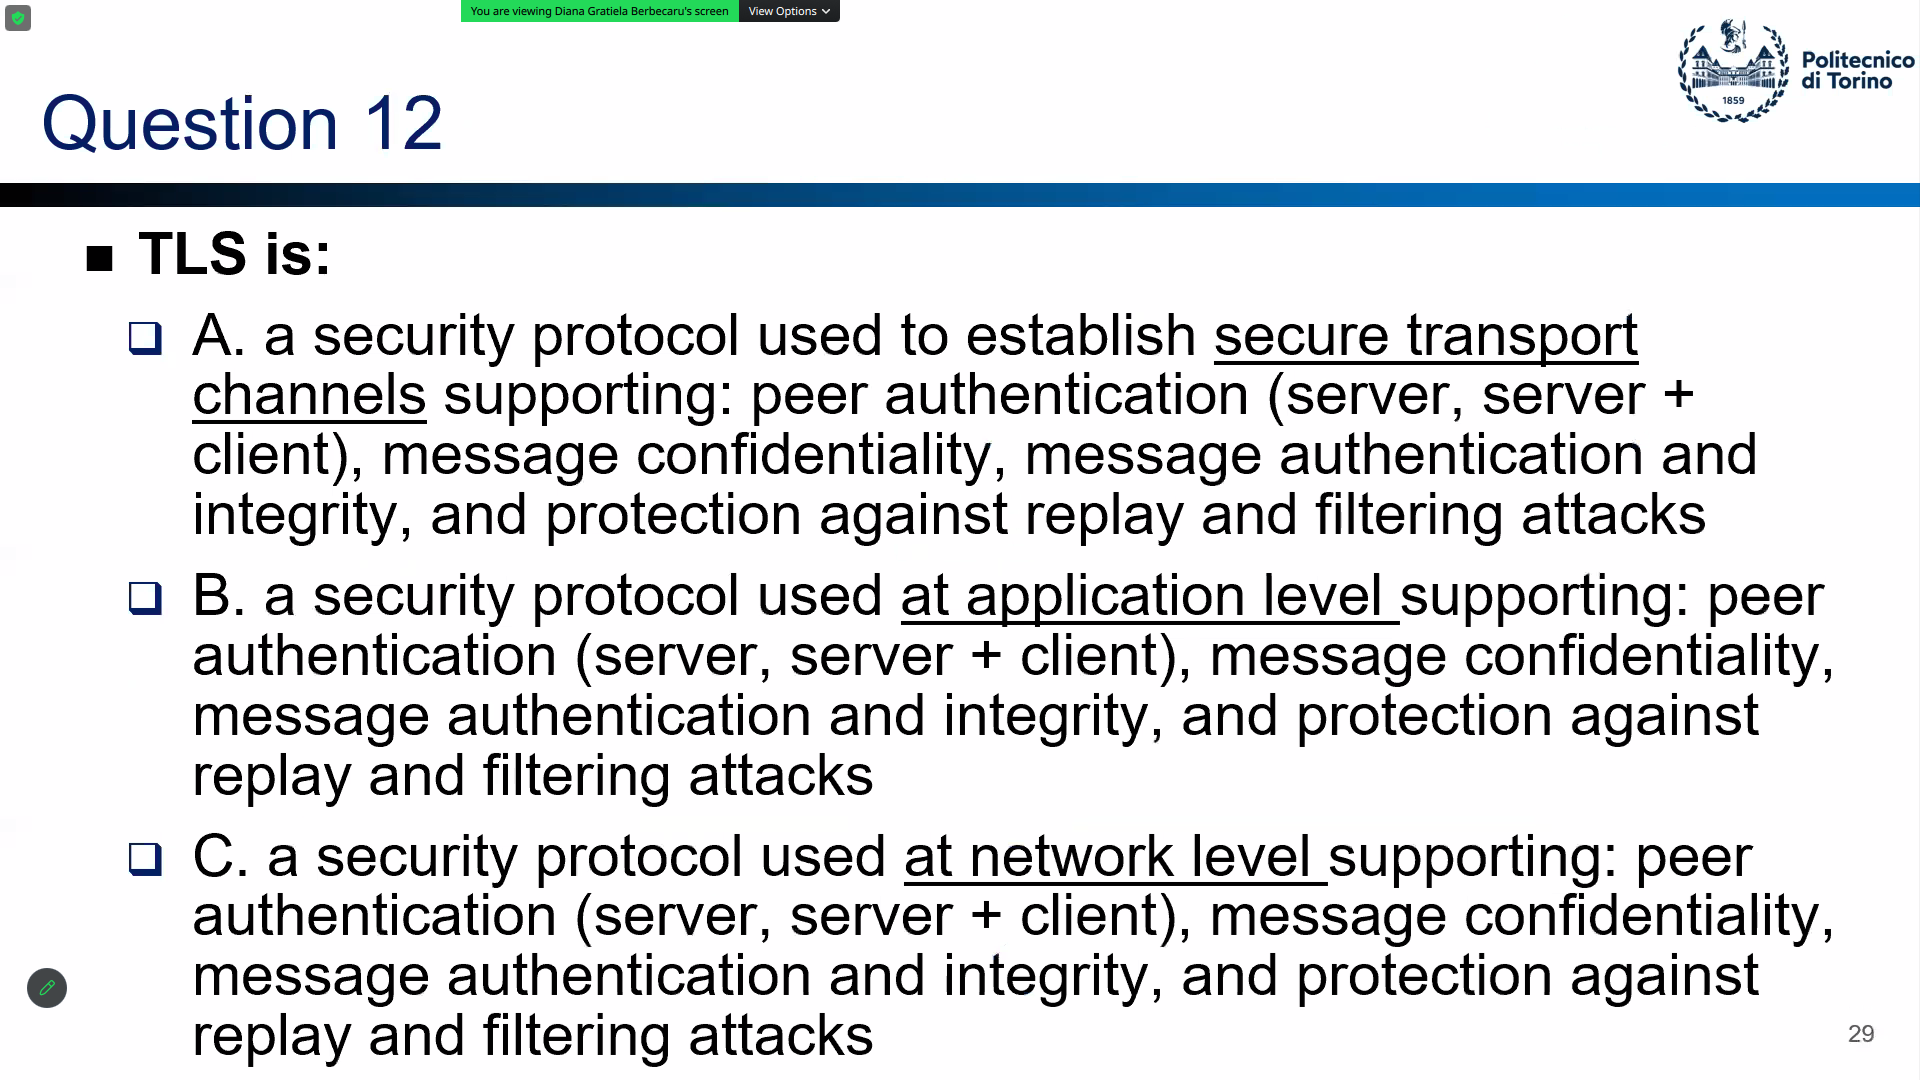 You are viewing Diana Gratiela Berbecaru's screen
View Options
Politecnico
di Torino
1859
Question 12
TLS is:
A. a security protocol used to establish secure transport
channels supporting: peer authentication (server, server +
client), message confidentiality, message authentication and
integrity, and protection against replay and filtering attacks
B. a security protocol used at application level supporting: peer
authentication (server, server + client), message confidentiality,
message authentication and integrity, and protection against
replay and filtering attacks
C. a security protocol used at network level supporting: peer
authentication (server, server + client), message confidentiality,
message authentication and integrity, and protection against
replay and filtering attacks
29